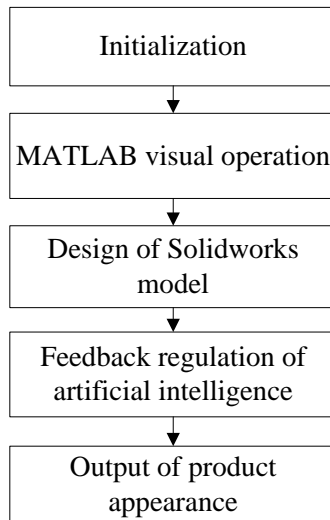 Initialization
MATLAB visual operation
Design of Solidworks
model
Feedback regulation of
artificial intelligence
Output of product
appearance